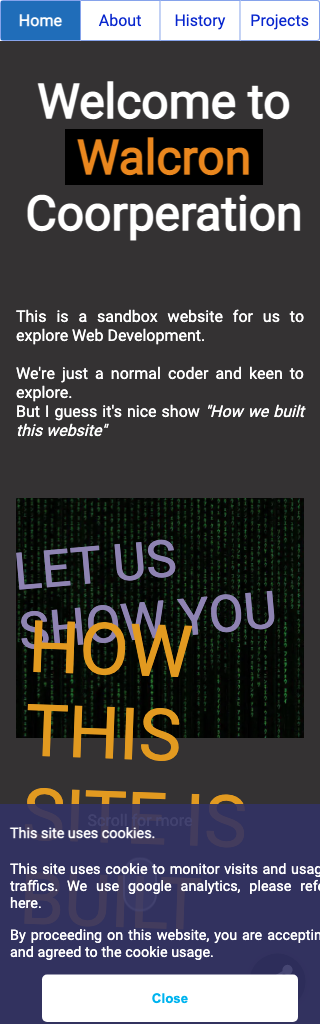 Home About History Projects
Welcome to
Walcron
Coorperation
This is a sandbox website for us to
explore Web Development.
We're just a normal coder and keen to
explore.
But I guess it's nice show "How we built
this website"
LET US
SHOW YOU
HOW
THIS
SITE IS
BUILT
Scroll for more
This site uses cookies.
This site uses cookie to monitor visits and usag
traffics. We use google analytics, please refe
here.
By proceeding on this website, you are acceptin
and agreed to the cookie usage.
Close